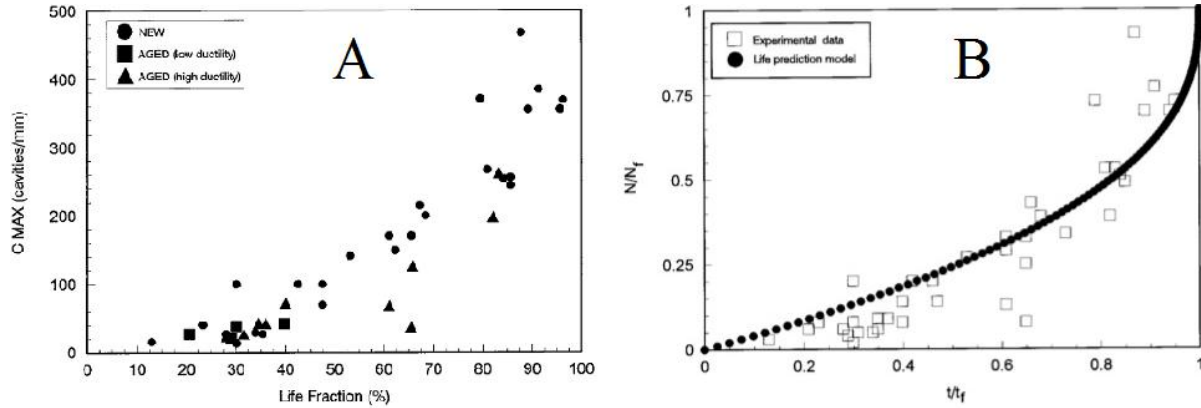 500
400
300
200
100
0
C MAX (cavities/mm)
NEW
AGED (low ductility)
AGED (high ductility)
A
0 10 20 30 40 50 60 70 80 90 100
Life Fraction (%)
1
0.75
0.5
0.25
0
N/Nf
Experimental data
Life prediction model
B
0 0.2 0.4 0.6 0.8 1
t/tf